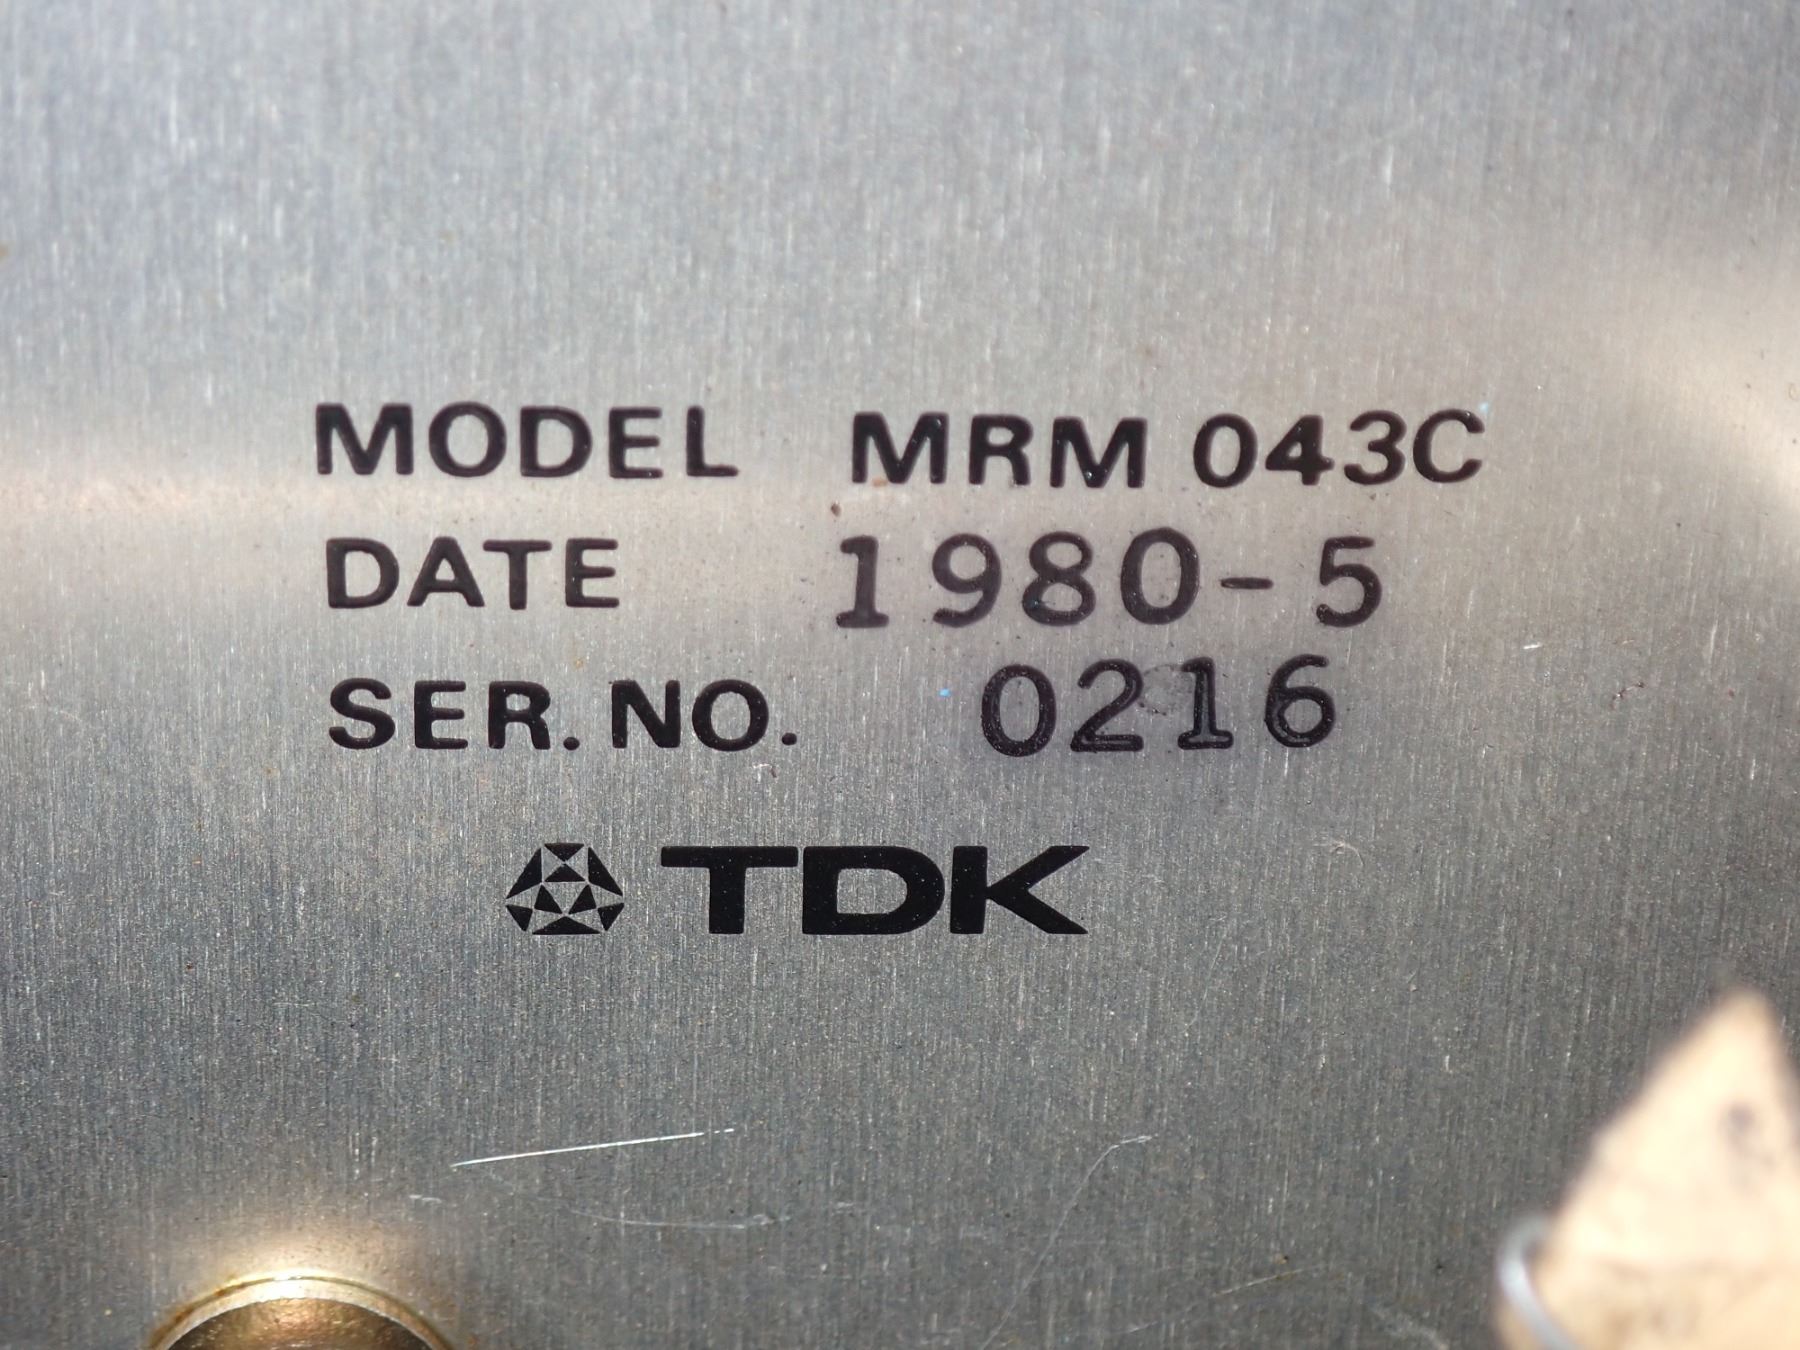 MODEL MRM 043C
DATE 1980-5
SER. NO. 0216
TDK